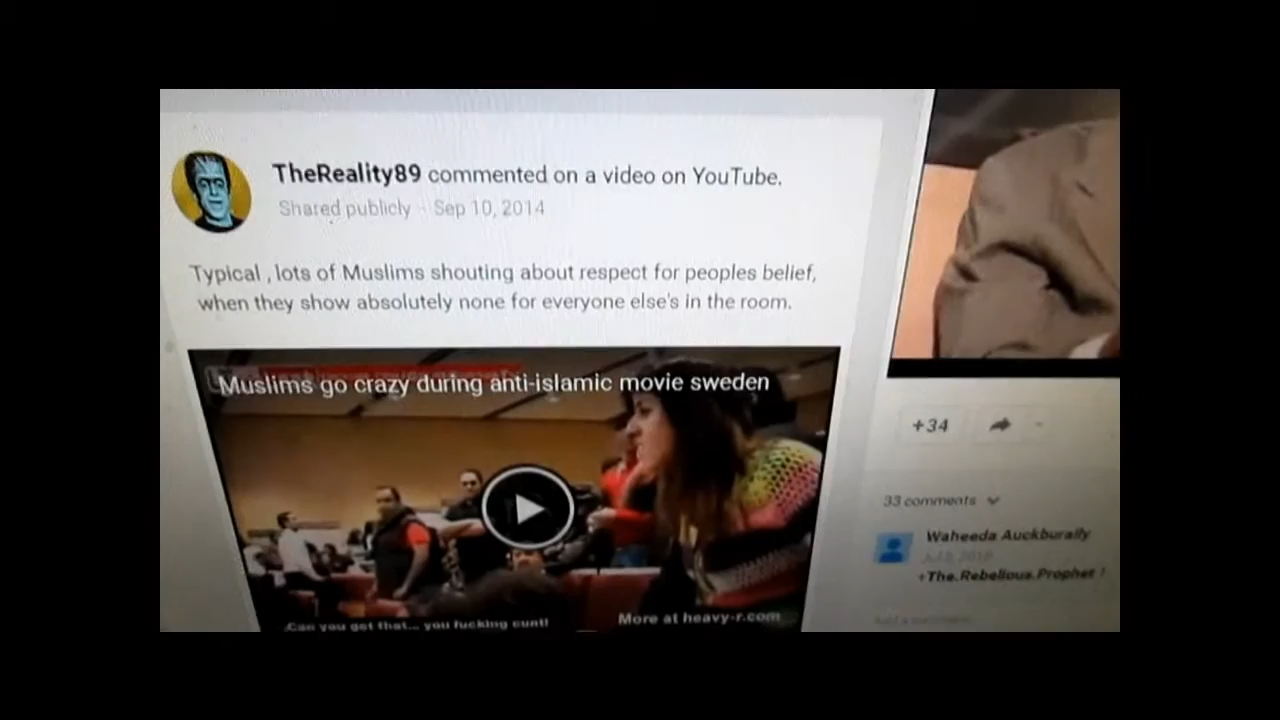 TheReality89 commented on a video on YouTube.
Shared publicly - Sep 10, 2014
Typical , lots of Muslims shouting about respect for peoples belief,
when they show absolutely none for everyone else's in the room.
Muslims go crazy during anti-islamic movie sweden
Can you get that... you fucking cunt!
More at heavy-r.com
+34
33 comments
Waheeda Auckburally
+The.Rebelious.Prophet !
Add a comment